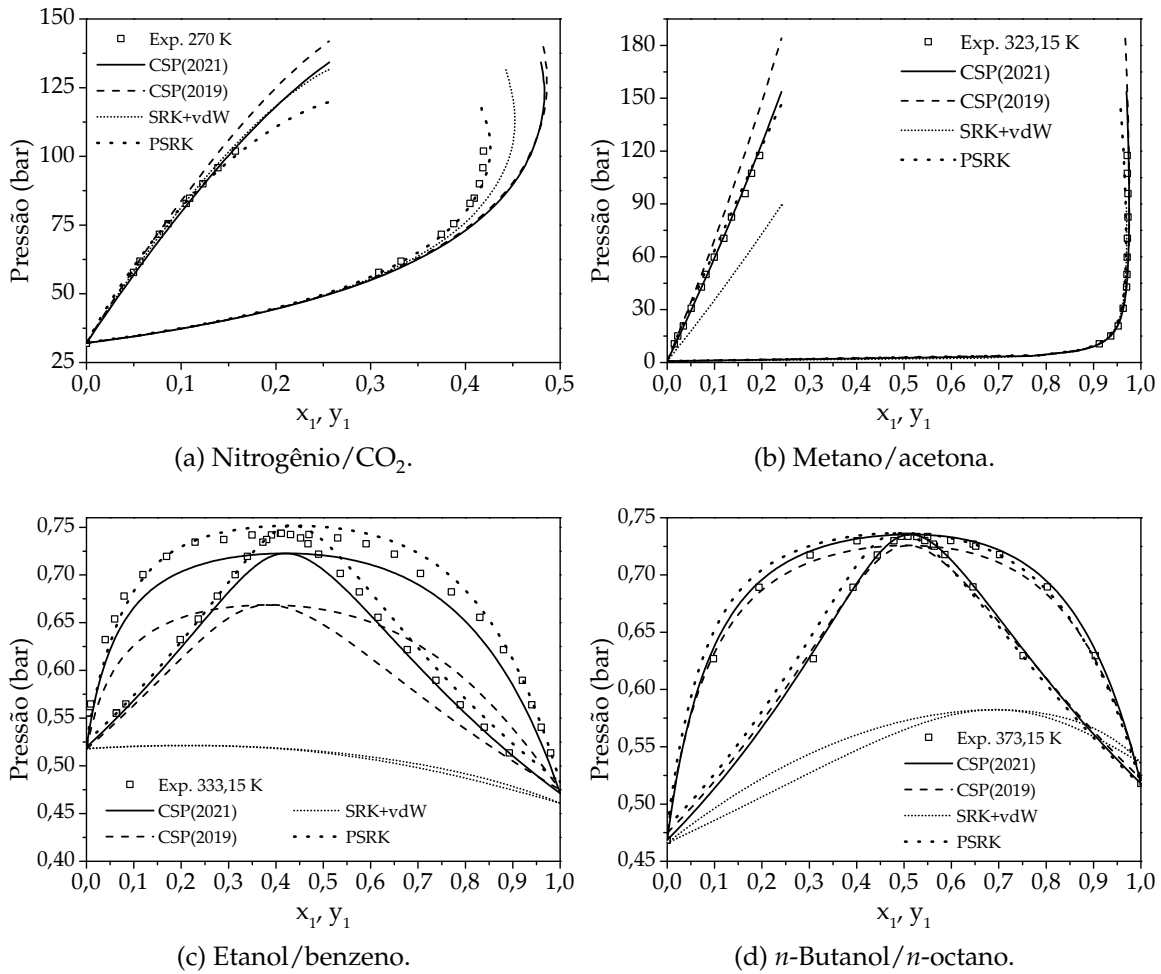 150
125
100
75
50
25
Pressão (bar)
Exp. 270 K
CSP(2021)
CSP(2019)
SRK+vdW
PSRK
0,0 0,1 0,2 0,3 0,4 0,5
x1, y1
(a) Nitrogênio/CO2.
180
150
120
90
60
30
0
Pressão (bar)
Exp. 323,15 K
CSP(2021)
CSP(2019)
SRK+vdW
PSRK
0,0 0,1 0,2 0,3 0,4 0,5 0,6 0,7 0,8 0,9 1,0
x1, y1
(b) Metano/acetona.
0,75
0,70
0,65
0,60
0,55
0,50
0,45
0,40
Pressão (bar)
Exp. 333,15 K
CSP(2021)
CSP(2019)
SRK+vdW
PSRK
0,0 0,1 0,2 0,3 0,4 0,5 0,6 0,7 0,8 0,9 1,0
x1, y1
(c) Etanol/benzeno.
0,75
0,70
0,65
0,60
0,55
0,50
0,45
Pressão (bar)
Exp. 373,15 K
CSP(2021)
CSP(2019)
SRK+vdW
PSRK
0,0 0,1 0,2 0,3 0,4 0,5 0,6 0,7 0,8 0,9 1,0
x1, y1
(d) n-Butanol/n-octano.